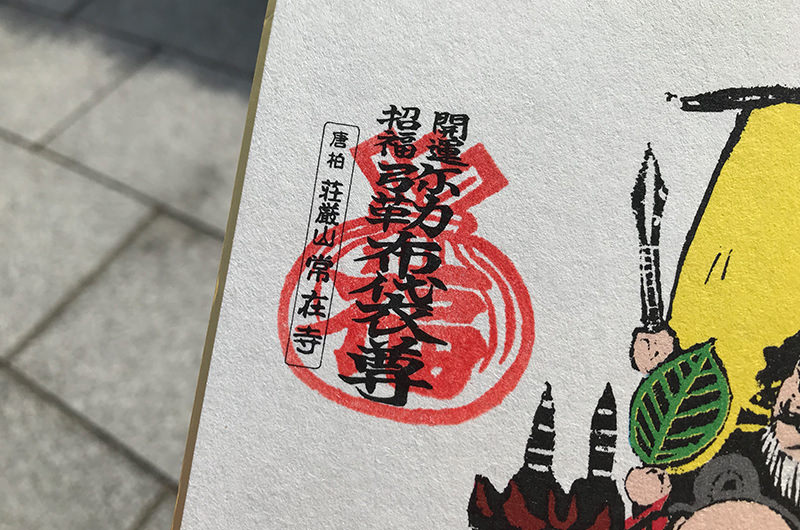 開運
招福
弥勒布袋尊
唐柏 荘厳山 常在寺